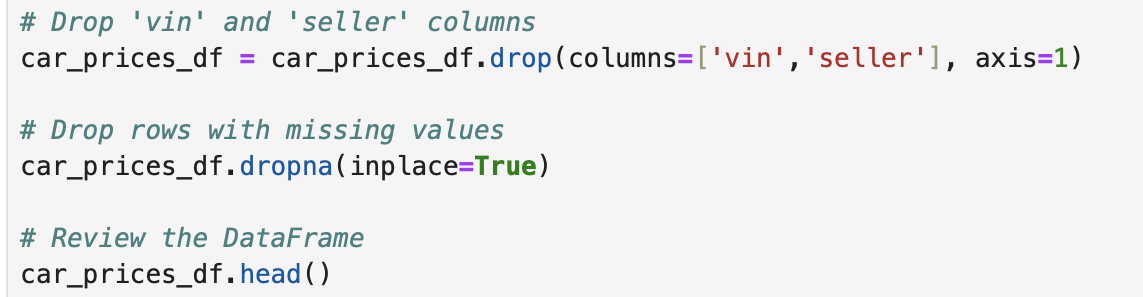 # Drop 'vin' and 'seller' columns
car_prices_df = car_prices_df.drop(columns=['vin','seller'], axis=1)
# Drop rows with missing values
car_prices_df.dropna(inplace=True)
# Review the DataFrame
car_prices_df.head()